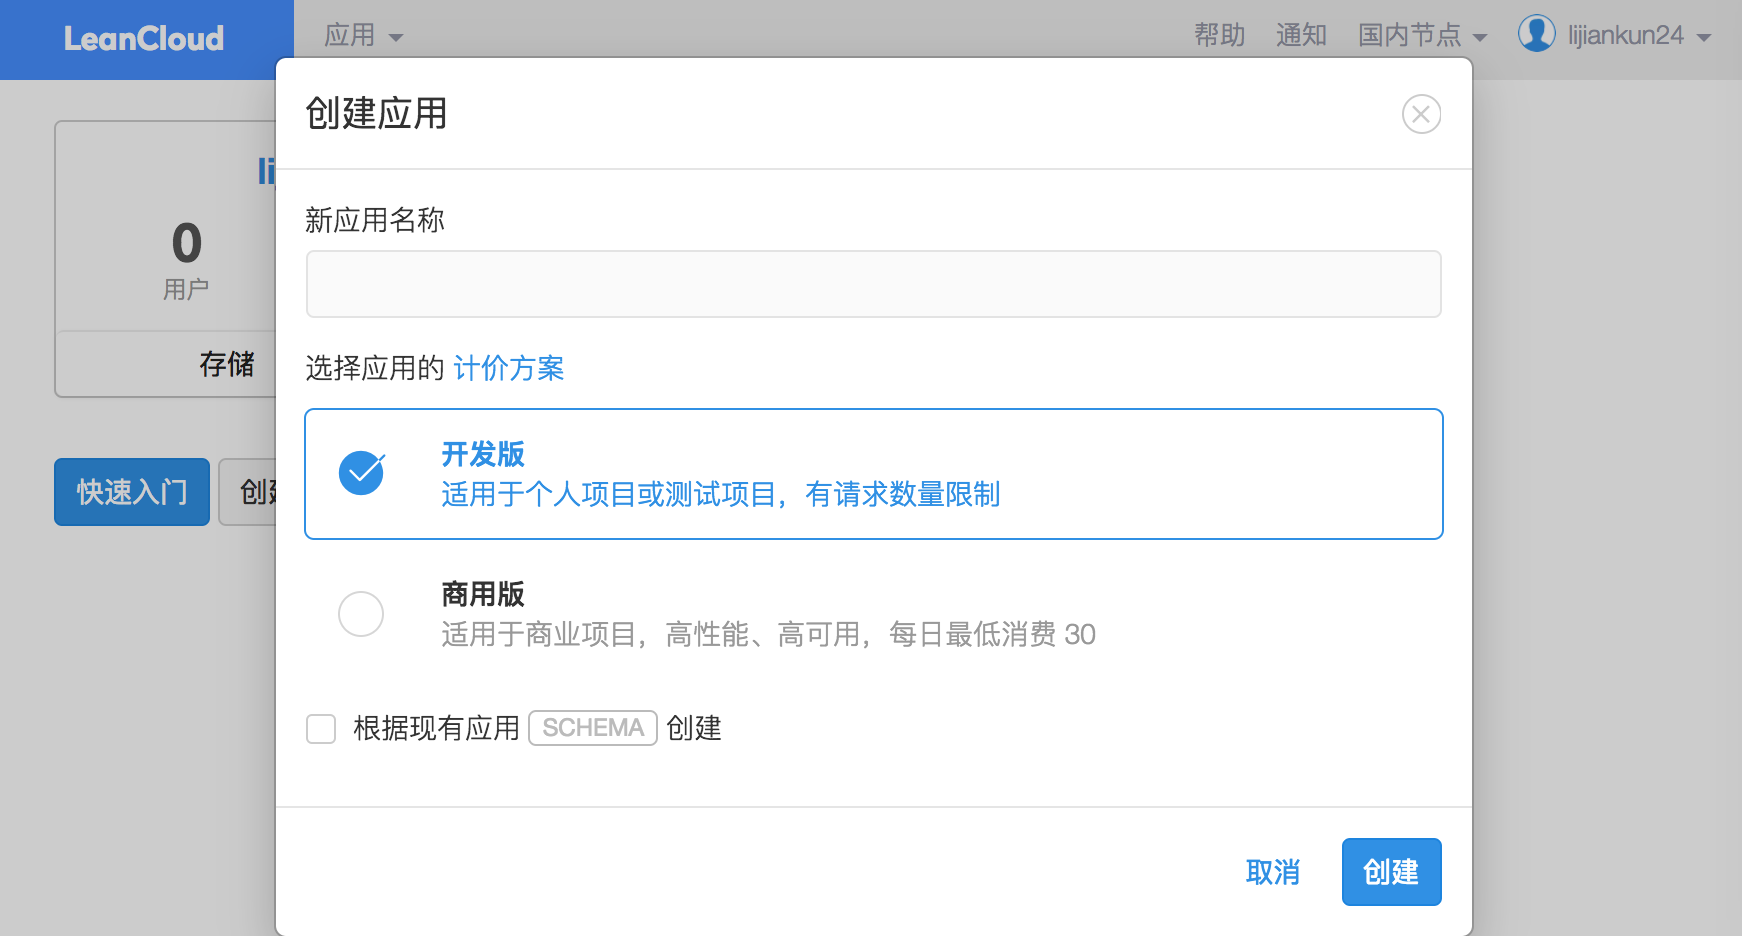 LeanCloud 应用 帮助 通知 国内节点 lijiankun24
创建应用
新应用名称
选择应用的 计价方案
开发版
适用于个人项目或测试项目，有请求数量限制
商用版
适用于商业项目，高性能、高可用，每日最低消费 30
根据现有应用 SCHEMA 创建
取消 创建
li
0
用户
存储
快速入门 创建